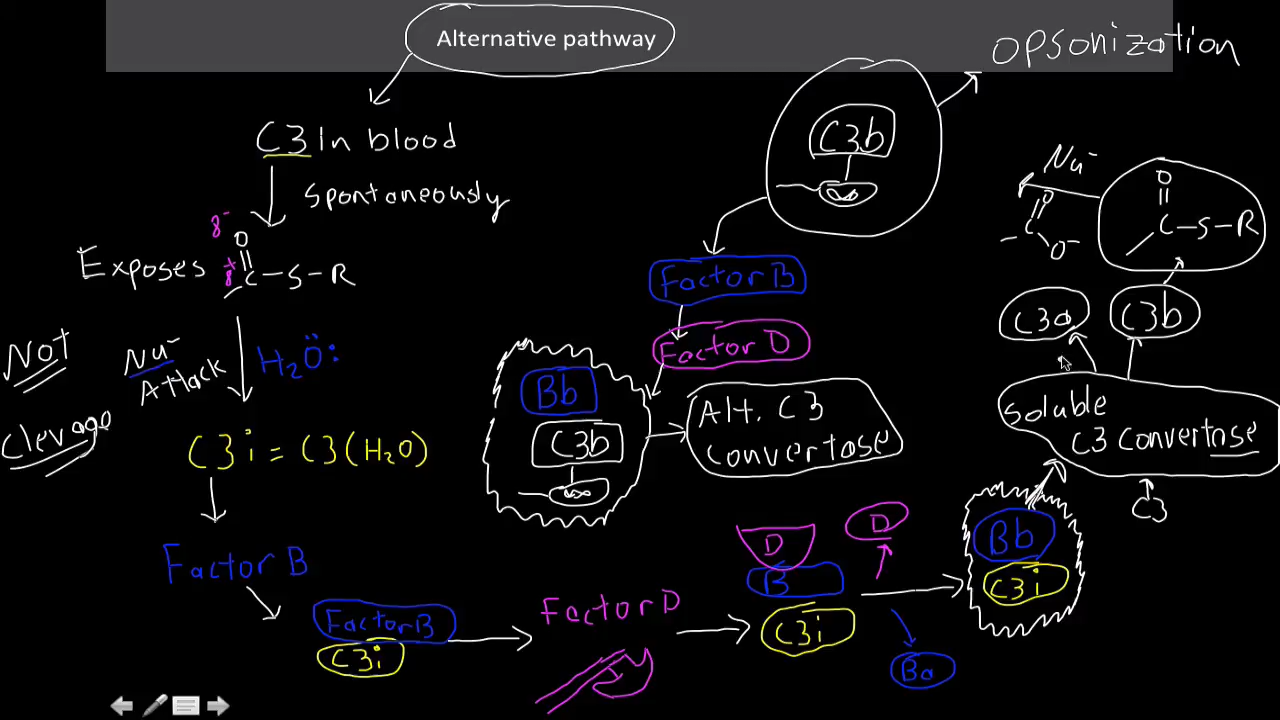 Alternative pathway
Opsonization
C3 In blood
Spontaneously
δ-
O
δ+
Exposes C-S-R
NOT
clevage
Nu-
Attack
H2O:
C3i = C3(H2O)
Factor B
Factor B
C3i
Factor D
D
B
C3i
D
Ba
Bb
C3i
C3
Soluble
C3 convertase
C3a
C3b
O
C-S-R
Nu-
O
C
O-
C3b
Factor B
Factor D
Bb
C3b
Alt. C3
convertase